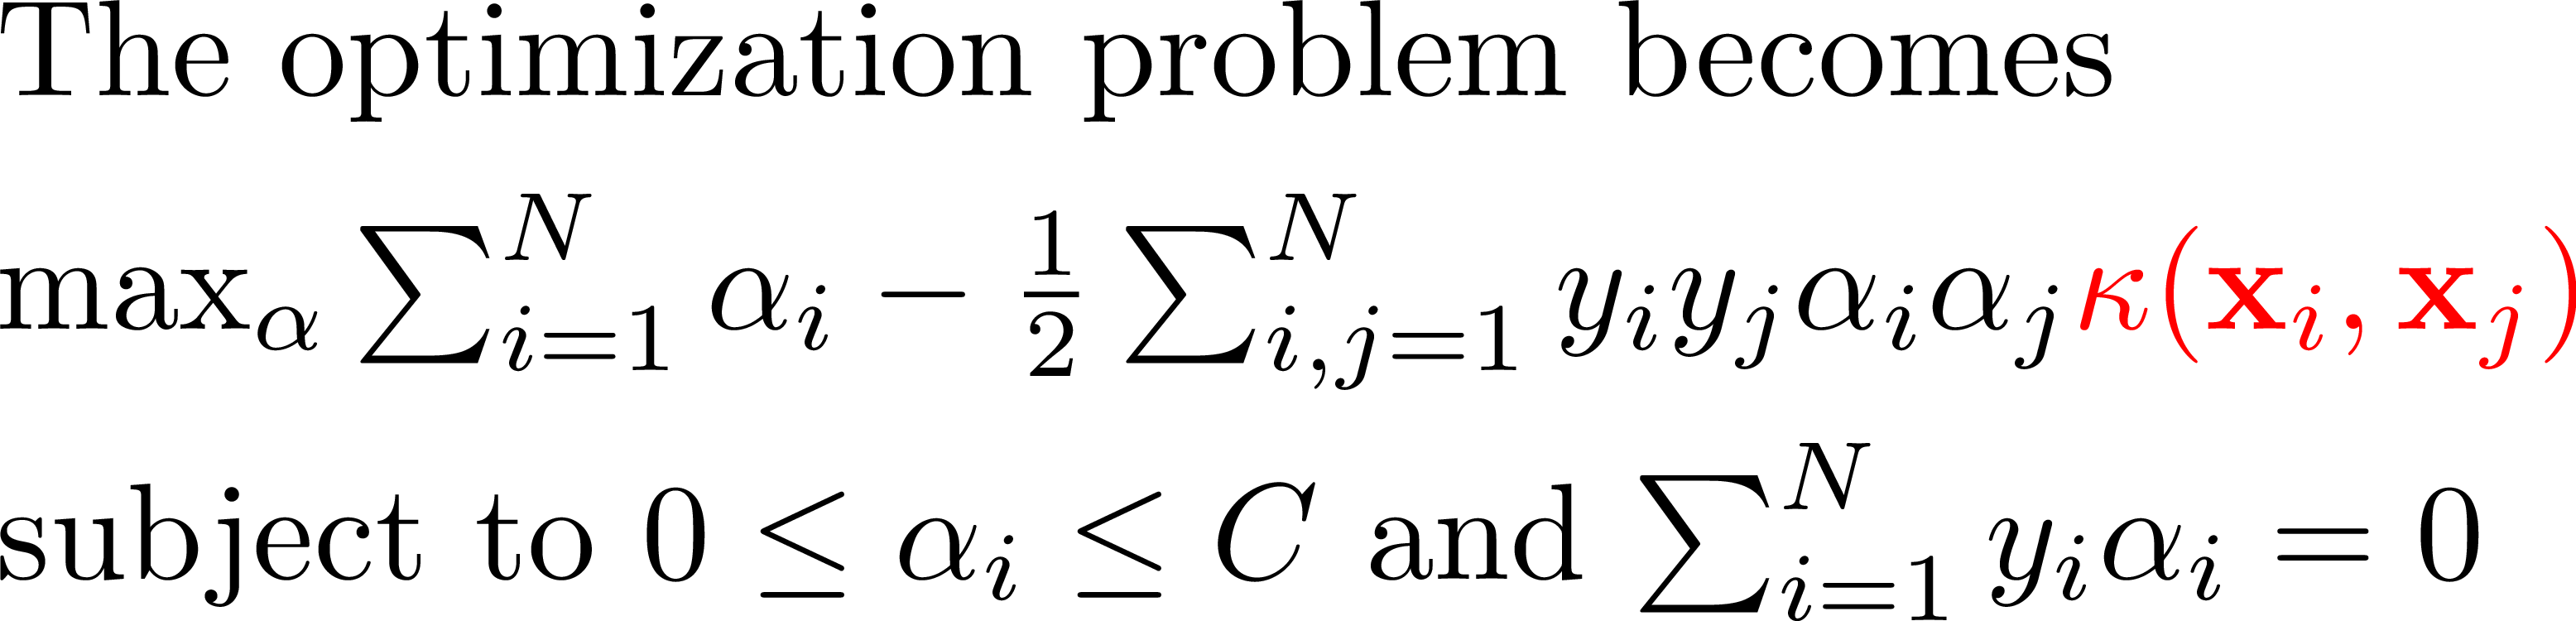 The optimization problem becomes
max_α ∑_{i=1}^{N} α_i − \frac{1}{2} ∑_{i,j=1}^{N} y_i y_j α_i α_j κ(𝐱_i, 𝐱_j)
subject to 0 ≤ α_i ≤ C and ∑_{i=1}^{N} y_i α_i = 0